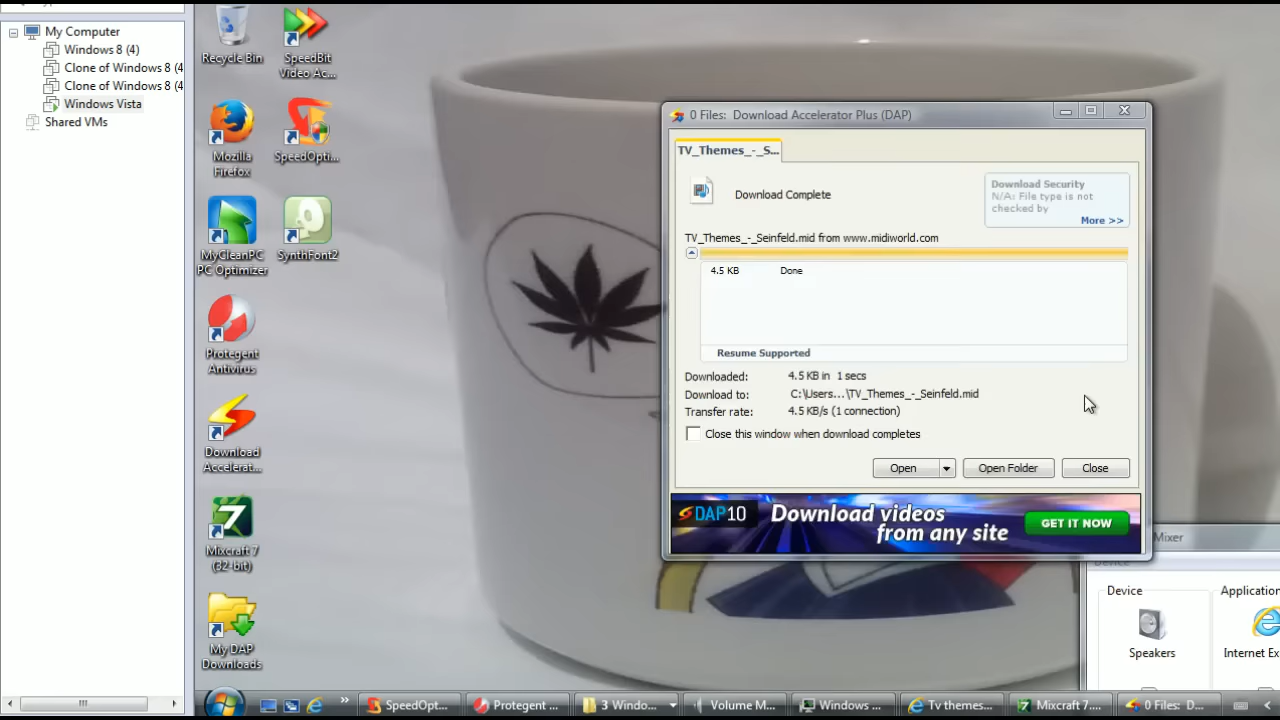 My Computer
Windows 8 (4)
Clone of Windows 8 (4
Clone of Windows 8 (4
Windows Vista
Shared VMs
Recycle Bin
SpeedBit
Video Ac...
Mozilla
Firefox
SpeedOpti...
MyCleanPC
PC Optimizer
SynthFont2
Protegent
Antivirus
Download
Accelerat...
Mixcraft 7
(32-bit)
My DAP
Downloads
0 Files: Download Accelerator Plus (DAP)
TV_Themes_-_S...
Download Complete
Download Security
N/A: File type is not
checked by
More >>
TV_Themes_-_Seinfeld.mid from www.midiworld.com
4.5 KB Done
Resume Supported
Downloaded: 4.5 KB in 1 secs
Download to: C:\Users...\TV_Themes_-_Seinfeld.mid
Transfer rate: 4.5 KB/s (1 connection)
Close this window when download completes
Open
Open Folder
Close
DAP10
Download videos
from any site
GET IT NOW
Mixer
Device
Device
Application
Speakers
Internet Ex
SpeedOpt...
Protegent ...
3 Windo...
Volume M...
Windows ...
Tv themes...
Mixcraft 7....
0 Files: D...